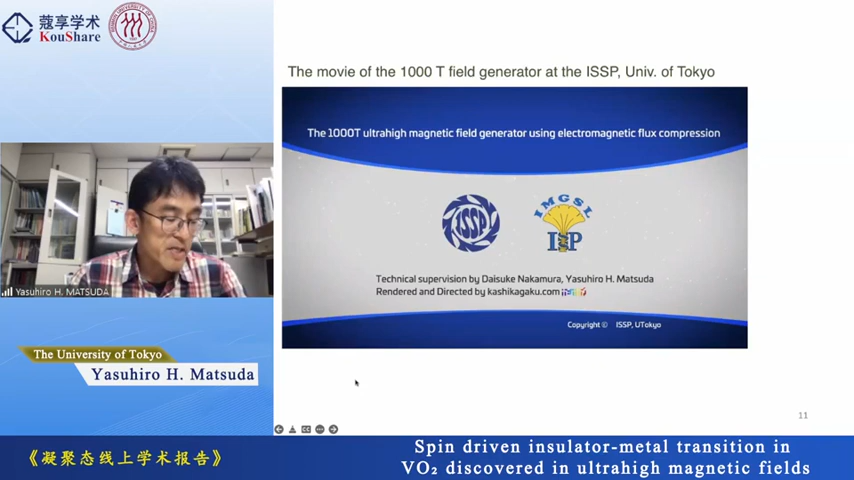 蔻享学术
KouShare
The movie of the 1000 T field generator at the ISSP, Univ. of Tokyo
The 1000T ultrahigh magnetic field generator using electromagnetic flux compression
ISSP
IMGSL
Technical supervision by Daisuke Nakamura, Yasuhiro H. Matsuda
Rendered and Directed by kashikagaku.com
Copyright © ISSP, UTokyo
Yasuhiro H. MATSUDA
The University of Tokyo
Yasuhiro H. Matsuda
11
《凝聚态线上学术报告》
Spin driven insulator-metal transition in
VO₂ discovered in ultrahigh magnetic fields